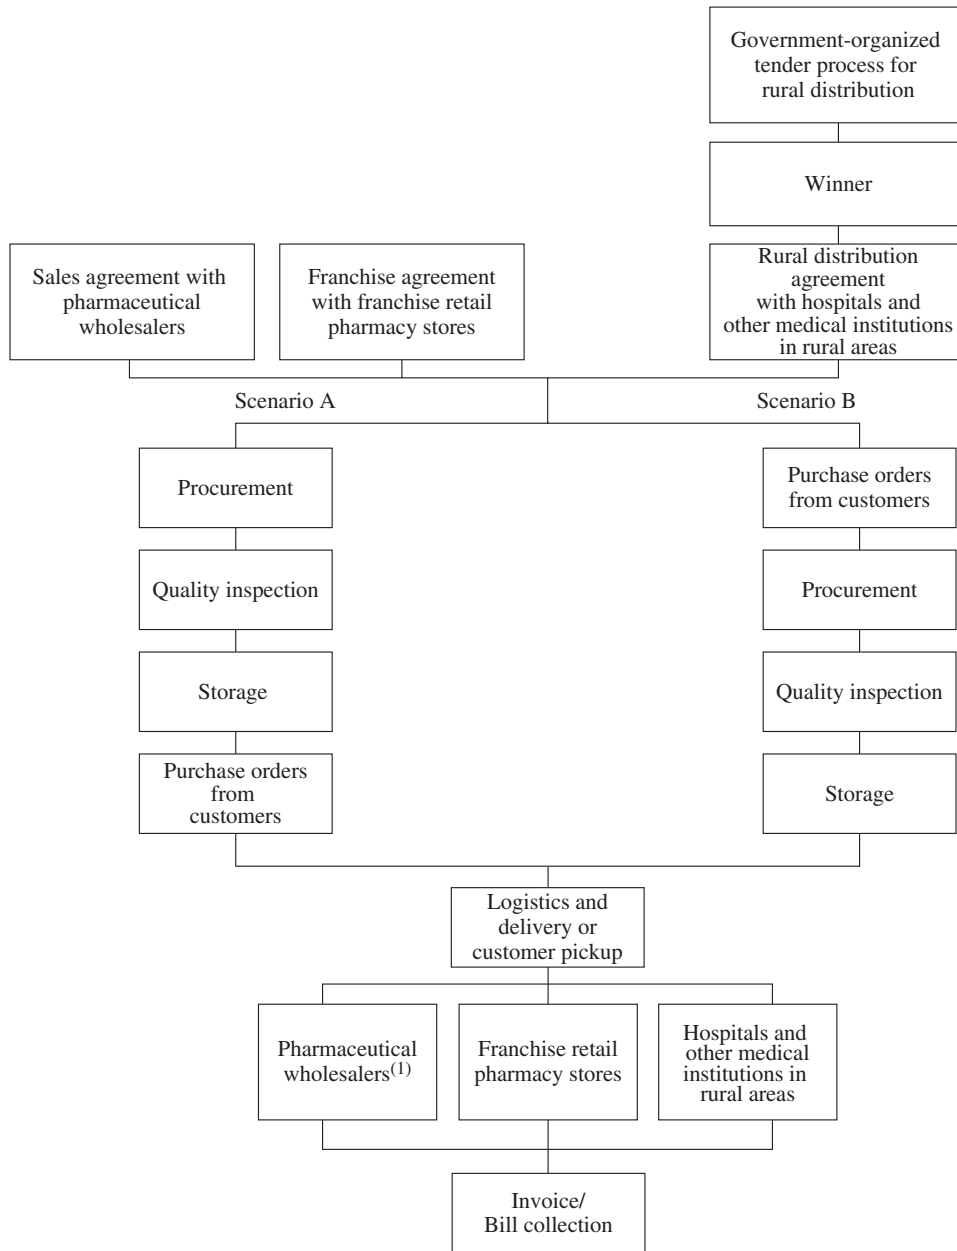 Government-organized
tender process for
rural distribution
Winner
Sales agreement with
pharmaceutical
wholesalers
Franchise agreement
with franchise retail
pharmacy stores
Rural distribution
agreement
with hospitals and
other medical institutions
in rural areas
Scenario A
Scenario B
Procurement
Quality inspection
Storage
Purchase orders
from
customers
Purchase orders
from customers
Procurement
Quality inspection
Storage
Logistics and
delivery or
customer pickup
Pharmaceutical
wholesalers(1)
Franchise retail
pharmacy stores
Hospitals and
other medical
institutions in
rural areas
Invoice/
Bill collection